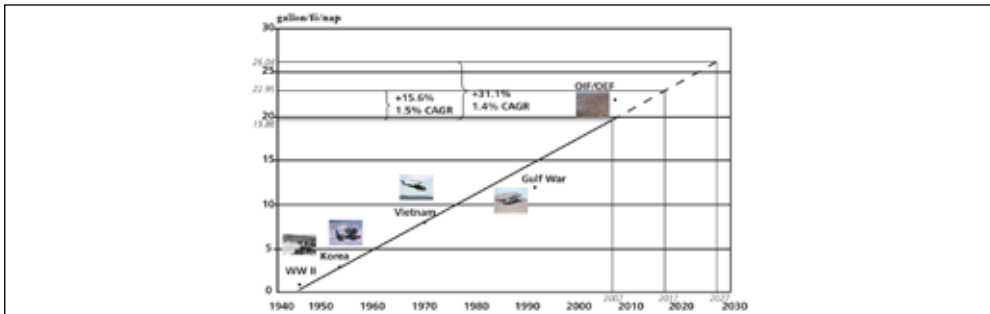 gallon/fő/nap
30
26.04
25
22.95
20
19.86
15
10
5
0
+15.6%
1.5% CAGR
+31.1%
1.4% CAGR
OIF/OEF
Gulf War
Vietnam
Korea
WW II
1940 1950 1960 1970 1980 1990 2000 2007 2010 2017 2020 2027 2030